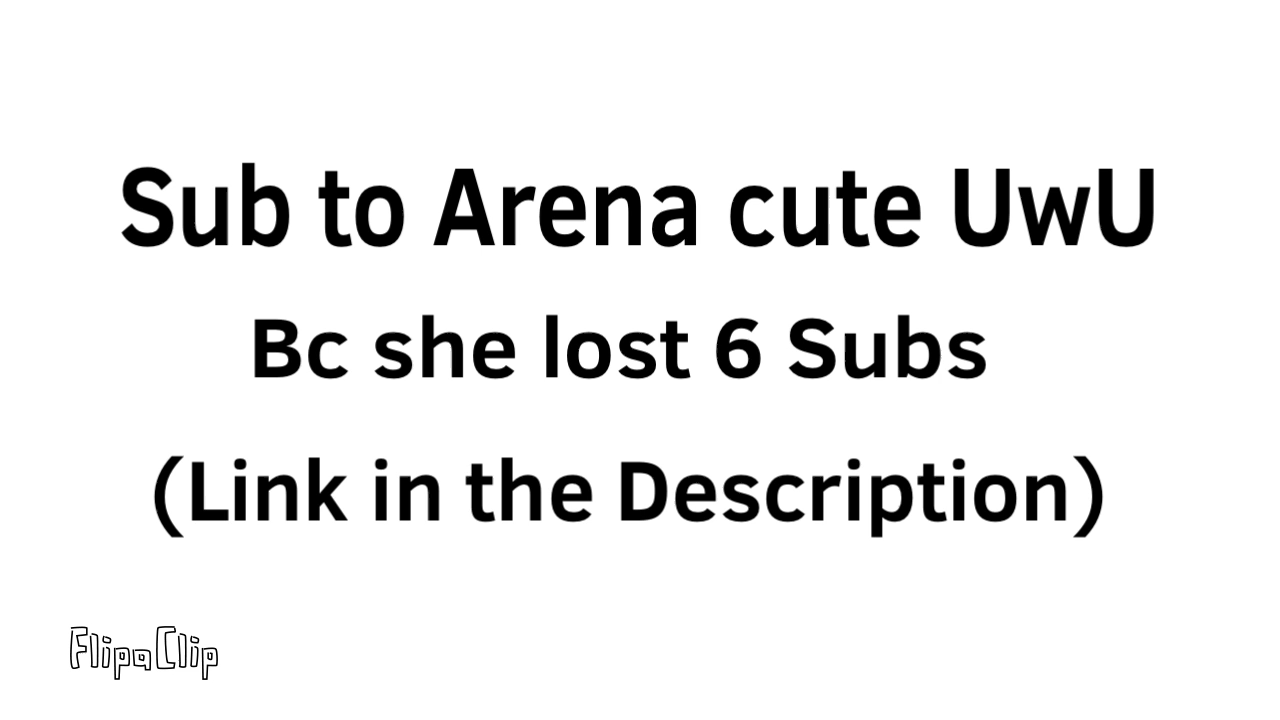 Sub to Arena cute UwU
Bc she lost 6 Subs
(Link in the Description)
FlipaClip